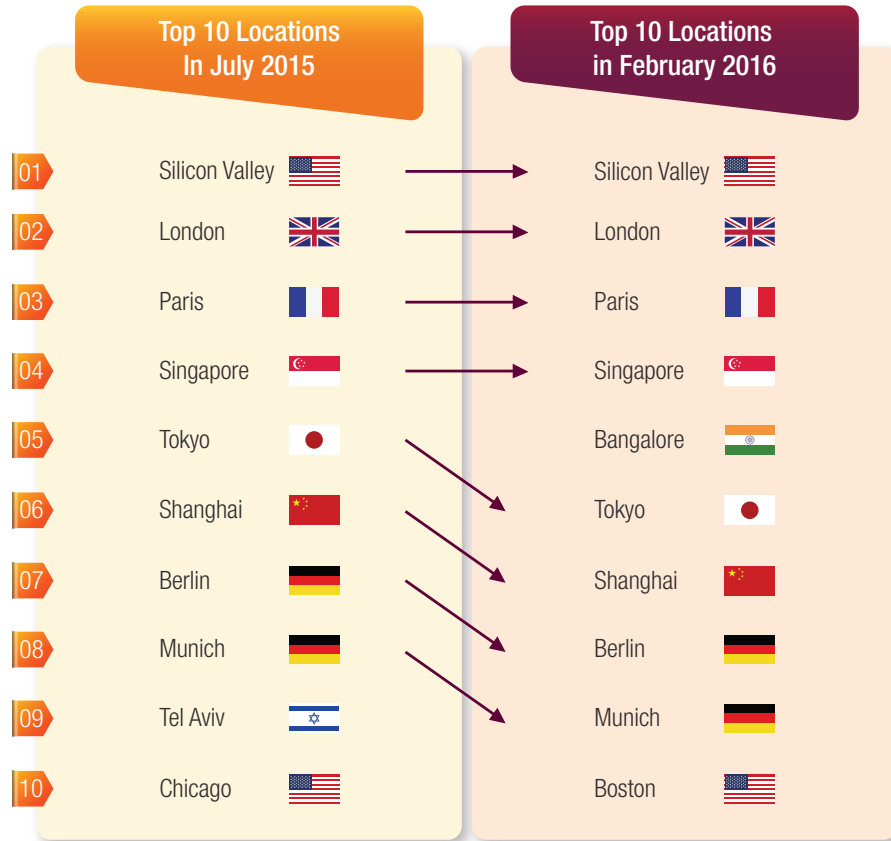 Top 10 Locations
In July 2015
Top 10 Locations
in February 2016
01 Silicon Valley Silicon Valley
02 London London
03 Paris Paris
04 Singapore Singapore
05 Tokyo Bangalore
06 Shanghai Tokyo
07 Berlin Shanghai
08 Munich Berlin
09 Tel Aviv Munich
10 Chicago Boston